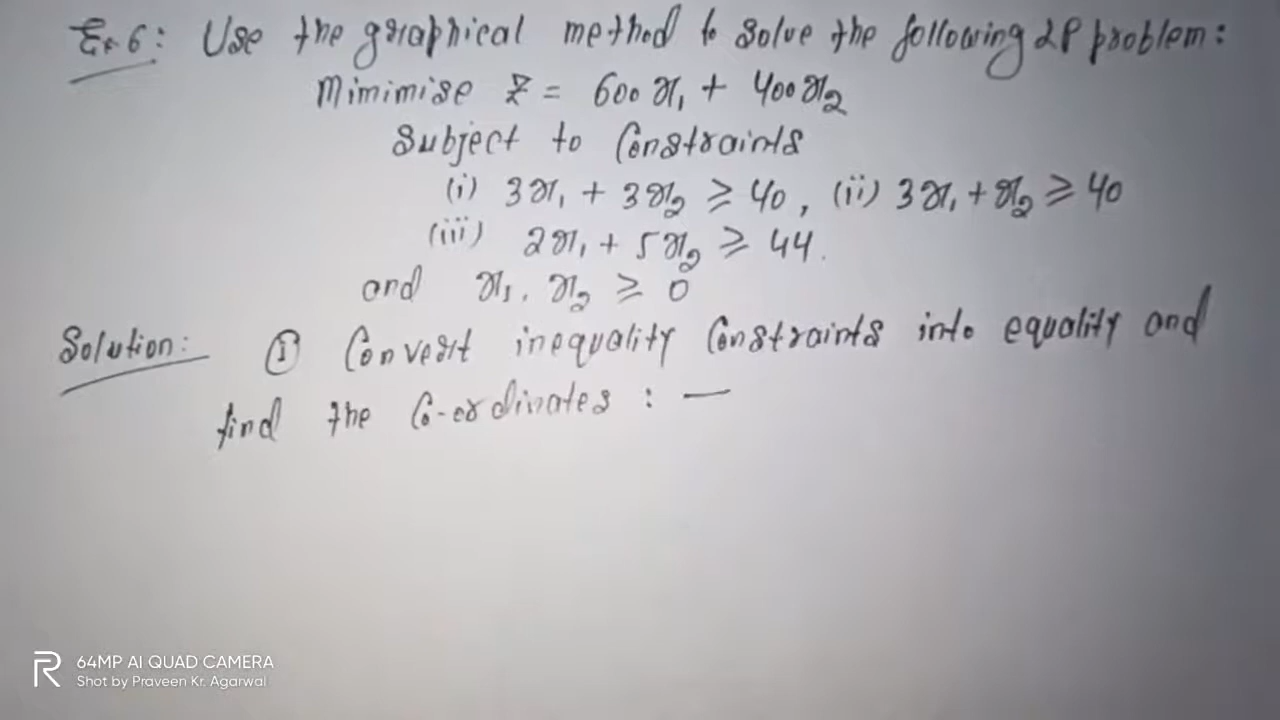 Ex 6: Use the graphical method to solve the following LP problem:
Minimise Z = 600 x₁ + 400 x₂
Subject to Constraints
(i) 3x₁ + 3x₂ ≥ 40, (ii) 3x₁ + x₂ ≥ 40
(iii) 2x₁ + 5x₂ ≥ 44.
and x₁, x₂ ≥ 0
Solution: ① Convert inequality Constraints into equality and
find the Co-ordinates : —
64MP AI QUAD CAMERA
Shot by Praveen Kr. Agarwal